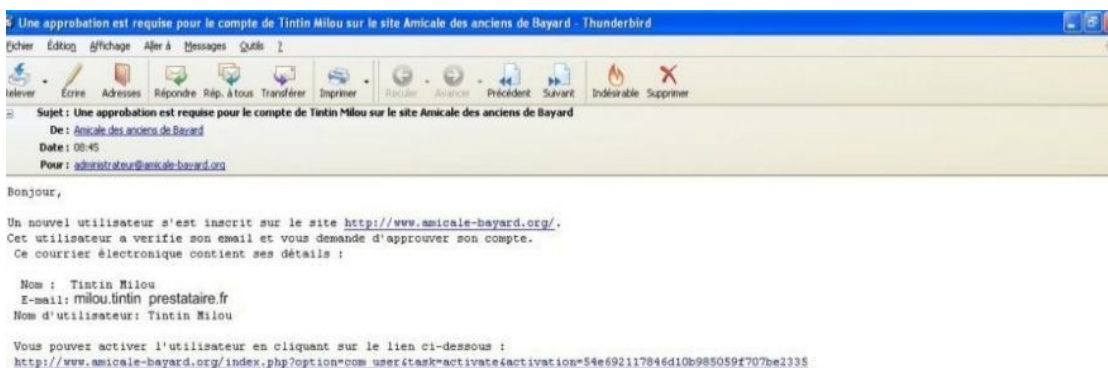 Une approbation est requise pour le compte de Tintin Milou sur le site Amicale des anciens de Bayard - Thunderbird
Fichier Édition Affichage Aller à Messages Outils ?
Relever Écrire Adresses Répondre Rép. à tous Transférer Imprimer Reculer Avancer Précédent Suivant Indésirable Supprimer
Sujet : Une approbation est requise pour le compte de Tintin Milou sur le site Amicale des anciens de Bayard
De : Amicale des anciens de Bayard
Date : 08:45
Pour : administrateur@amicale-bayard.org
Bonjour,
Un nouvel utilisateur s'est inscrit sur le site http://www.amicale-bayard.org/.
Cet utilisateur a verifie son email et vous demande d'approuver son compte.
Ce courrier électronique contient ses détails :
Nom : Tintin Milou
E-mail: milou.tintin prestataire.fr
Nom d'utilisateur: Tintin Milou
Vous pouvez activer l'utilisateur en cliquant sur le lien ci-dessous :
http://www.amicale-bayard.org/index.php?option=com_user&task=activate&activation=54e692117846d10b985059f707be2335